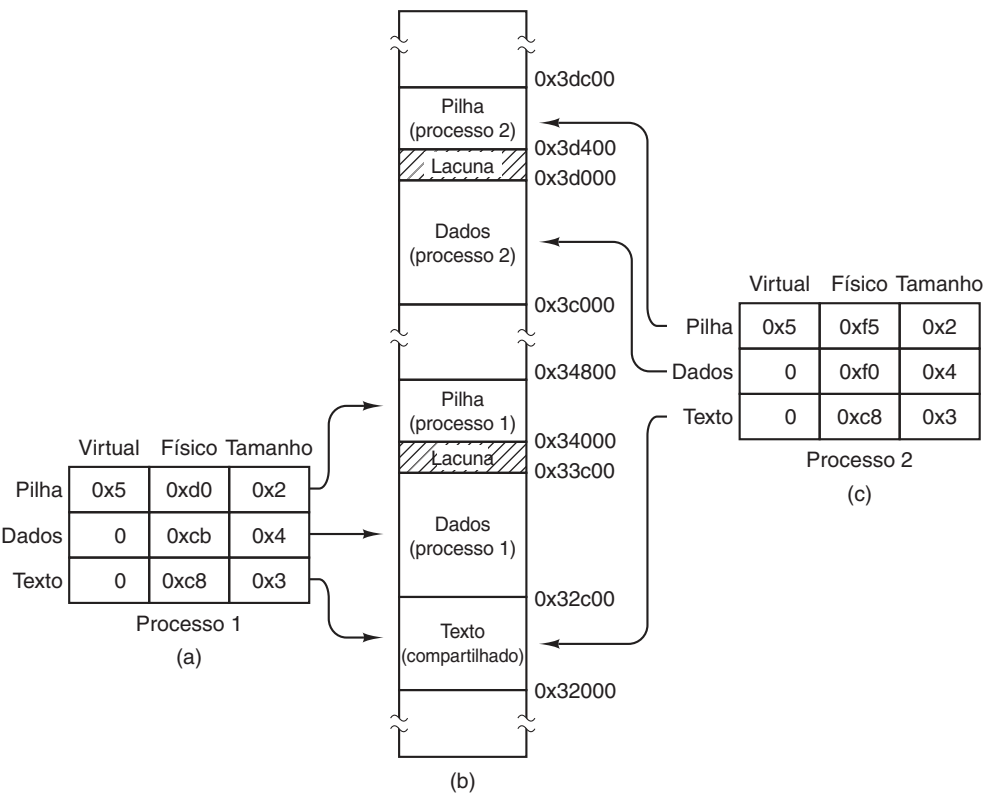 0x3dc00
Pilha
(processo 2)
0x3d400
Lacuna
0x3d000
Dados
(processo 2)
0x3c000
0x34800
Pilha
(processo 1)
0x34000
Lacuna
0x33c00
Dados
(processo 1)
0x32c00
Texto
(compartilhado)
0x32000
(b)
Virtual Físico Tamanho
Pilha 0x5 0xd0 0x2
Dados 0 0xcb 0x4
Texto 0 0xc8 0x3
Processo 1
(a)
Virtual Físico Tamanho
Pilha 0x5 0xf5 0x2
Dados 0 0xf0 0x4
Texto 0 0xc8 0x3
Processo 2
(c)